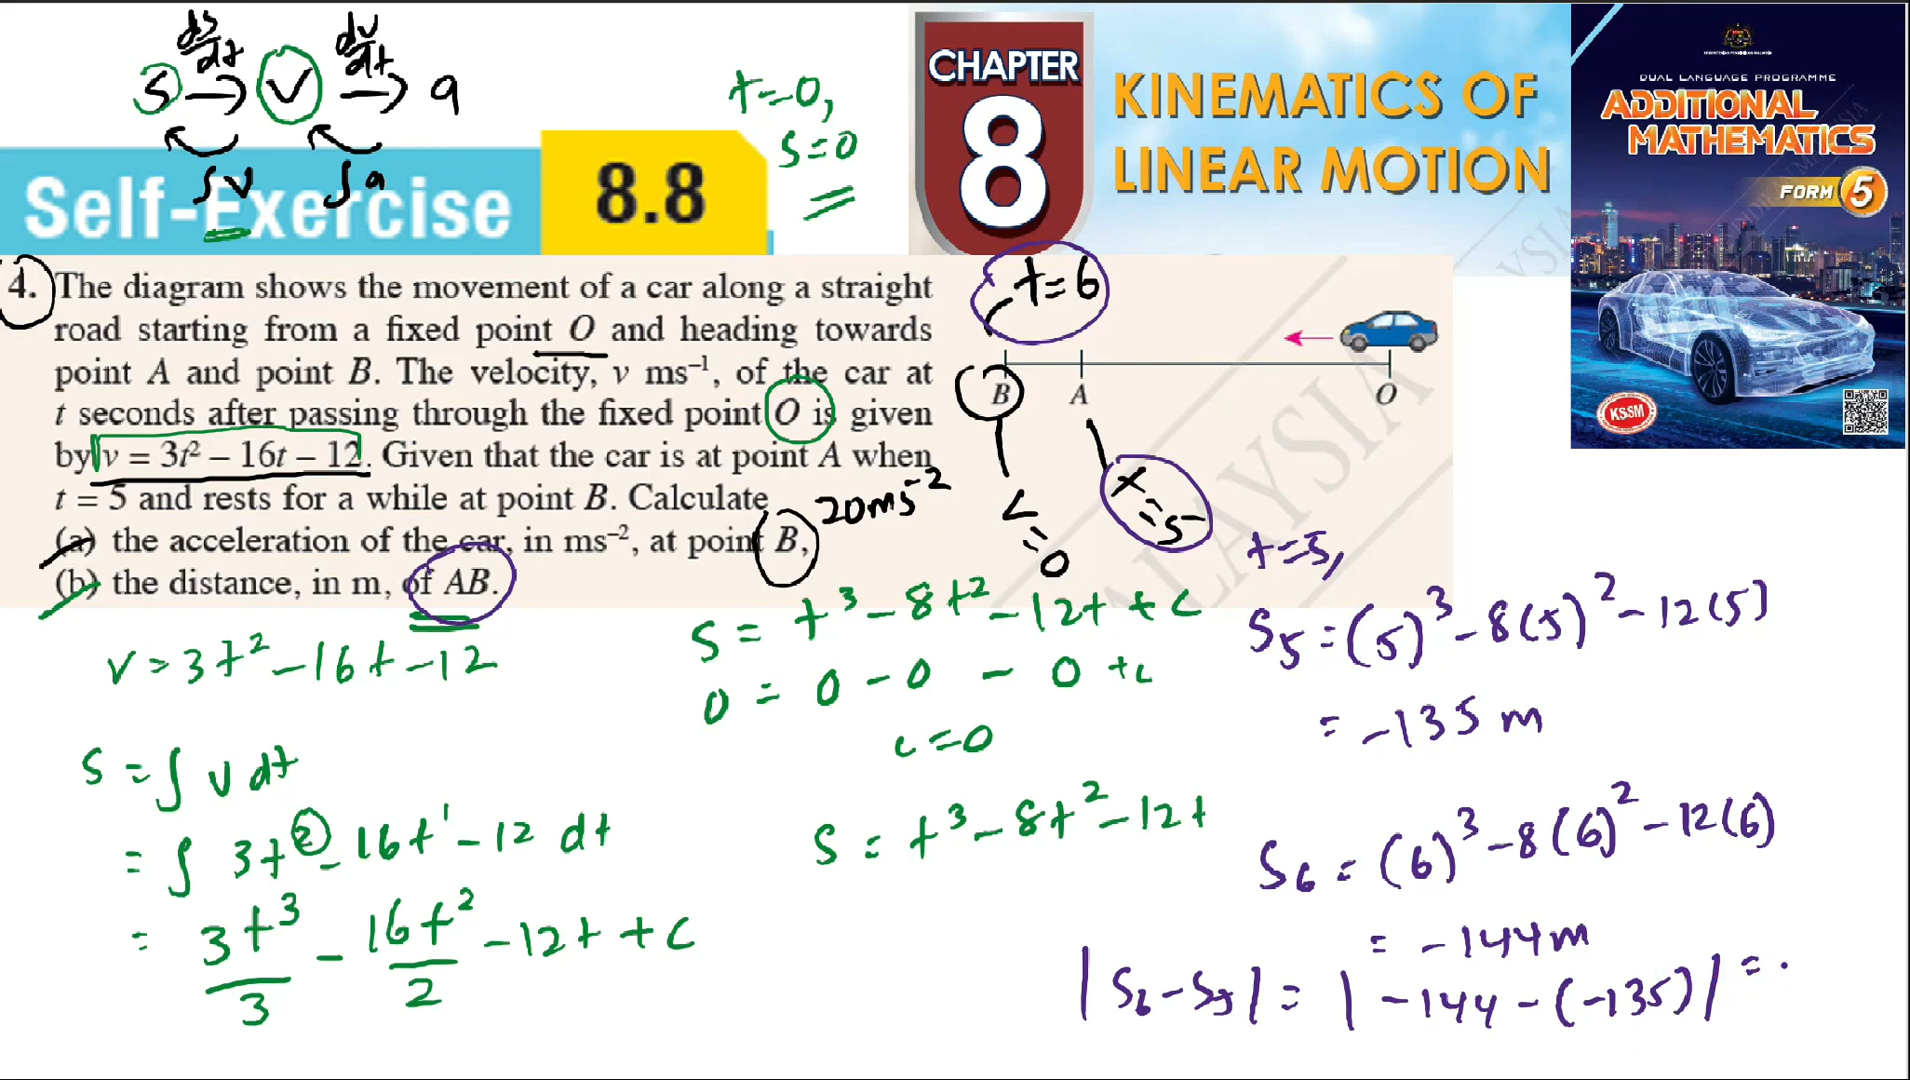 ds/dt dv/dt
s → v → a
∫v ∫a
t=0,
s=0
Self-Exercise 8.8
CHAPTER
8
KINEMATICS OF
LINEAR MOTION
DUAL LANGUAGE PROGRAMME
ADDITIONAL
MATHEMATICS
FORM 5
KSSM
4. The diagram shows the movement of a car along a straight
road starting from a fixed point O and heading towards
point A and point B. The velocity, v ms⁻¹, of the car at
t seconds after passing through the fixed point O is given
by v = 3t² – 16t – 12. Given that the car is at point A when
t = 5 and rests for a while at point B. Calculate
(a) the acceleration of the car, in ms⁻², at point B,
(b) the distance, in m, of AB.
20ms⁻²
t=6
B A O
v=0
t=5
MALAYSIA
v=3t²-16t-12
s=∫v dt
=∫3t²-16t¹-12 dt
=3t³/3-16t²/2-12t+c
s=t³-8t²-12t+c
0=0-0-0+c
c=0
s=t³-8t²-12t
t=5,
S₅=(5)³-8(5)²-12(5)
=-135 m
S₆=(6)³-8(6)²-12(6)
=-144m
|S₆-S₅|=|-144-(-135)|=